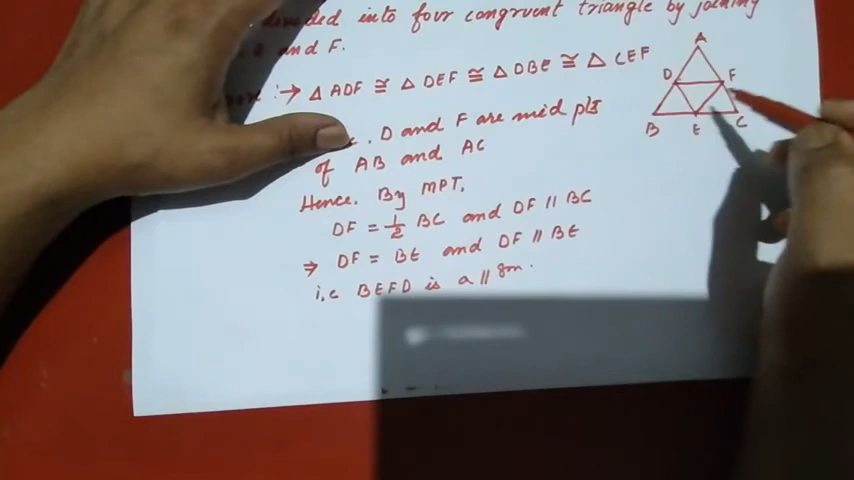 into four congruent triangle by joining
and F.
:→ △ ADF ≅ △ DEF ≅ △ DBE ≅ △ CEF
D and F are mid pts
of AB and AC
Hence. By MPT,
DF = 1/2 BC and DF || BC
⇒ DF = BE and DF || BE
i.e BEFD is a ||gm.
A
D F
B E C